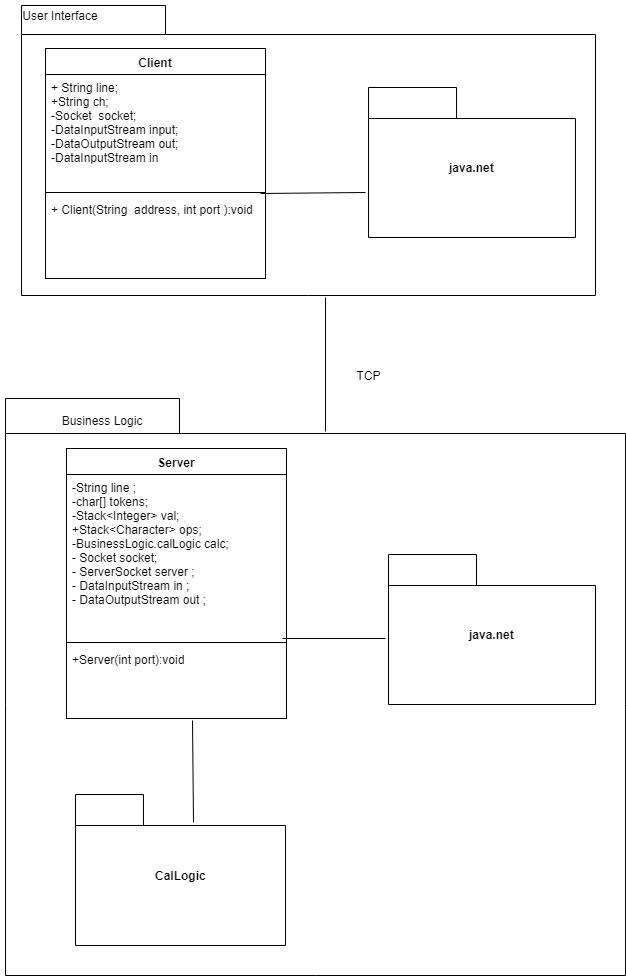 User Interface
Client
+ String line;
+String ch;
-Socket  socket;
-DataInputStream input;
-DataOutputStream out;
-DataInputStream in
+ Client(String  address, int port ):void
java.net
TCP
Business Logic
Server
-String line ;
-char[] tokens;
-Stack<Integer> val;
+Stack<Character> ops;
-BusinessLogic.calLogic calc;
- Socket socket;
- ServerSocket server ;
- DataInputStream in ;
- DataOutputStream out ;
+Server(int port):void
java.net
CalLogic